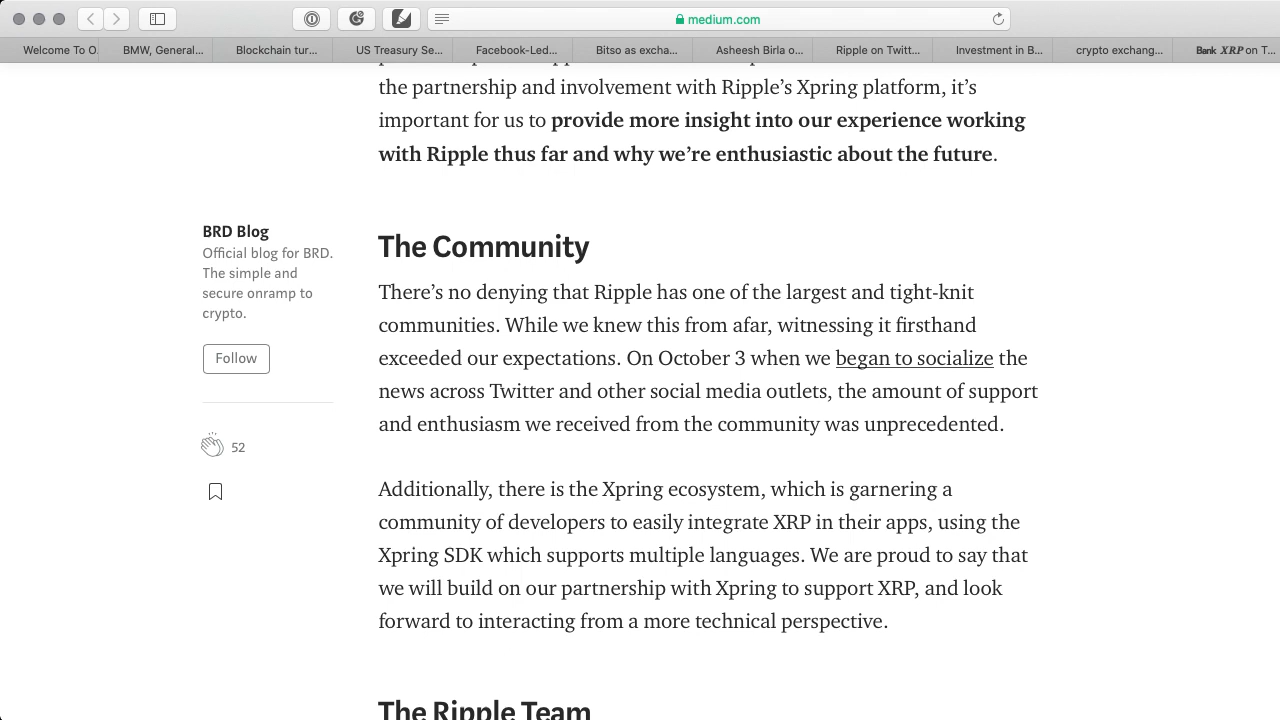 medium.com
Welcome To O
BMW, General...
Blockchain tur...
US Treasury Se...
Facebook-Led...
Bitso as excha...
Asheesh Birla o...
Ripple on Twitt...
Investment in B...
crypto exchang...
Bank XRP on T...
the partnership and involvement with Ripple’s Xpring platform, it’s
important for us to provide more insight into our experience working
with Ripple thus far and why we’re enthusiastic about the future.
BRD Blog
Official blog for BRD.
The simple and
secure onramp to
crypto.
Follow
52
The Community
There’s no denying that Ripple has one of the largest and tight-knit
communities. While we knew this from afar, witnessing it firsthand
exceeded our expectations. On October 3 when we began to socialize the
news across Twitter and other social media outlets, the amount of support
and enthusiasm we received from the community was unprecedented.
Additionally, there is the Xpring ecosystem, which is garnering a
community of developers to easily integrate XRP in their apps, using the
Xpring SDK which supports multiple languages. We are proud to say that
we will build on our partnership with Xpring to support XRP, and look
forward to interacting from a more technical perspective.
The Ripple Team